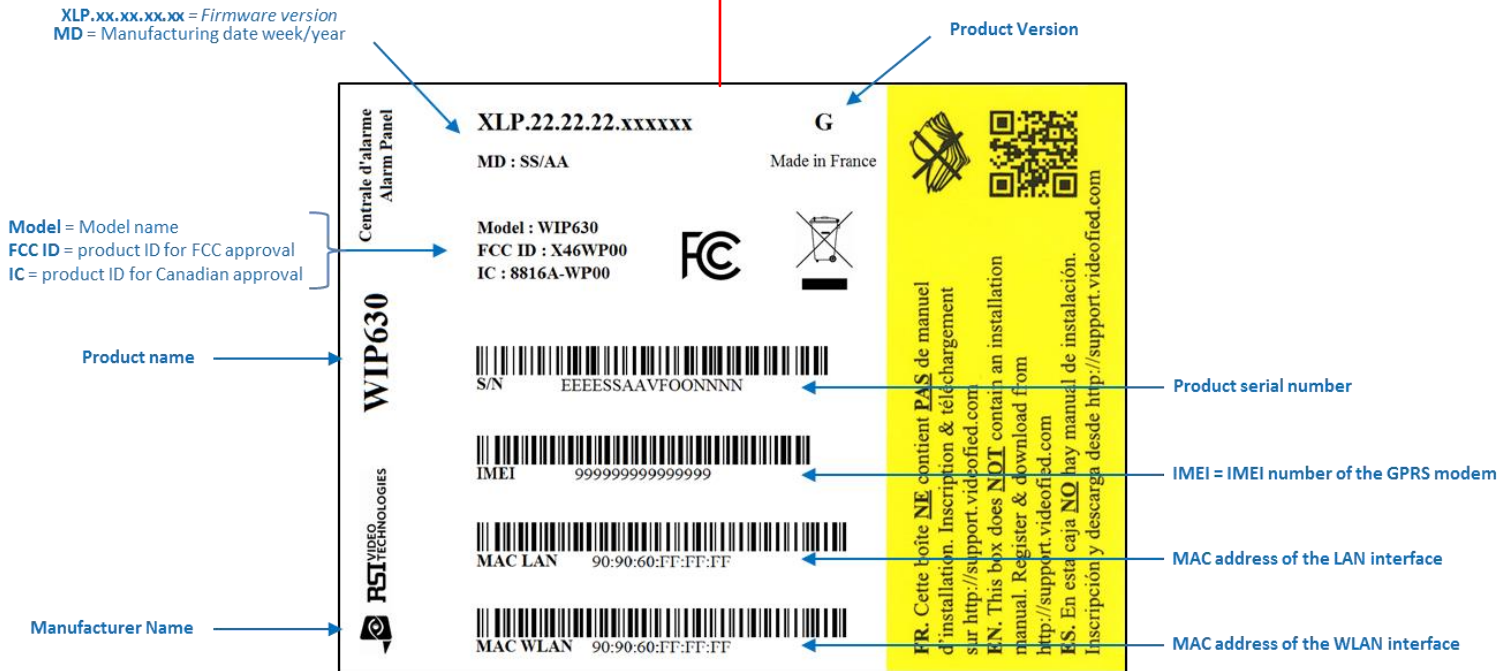 XLP.xx.xx.xx.xx = Firmware version
MD = Manufacturing date week/year
Product Version
Centrale d'alarme
Alarm Panel
XLP.22.22.22.xxxxxx
G
MD : SS/AA
Made in France
Model = Model name
FCC ID = product ID for FCC approval
IC = product ID for Canadian approval
Model : WIP630
FCC ID : X46WP00
IC : 8816A-WP00
FC
Product name
WIP630
S/N EEEESSAAVFOONNNN
Product serial number
IMEI 999999999999999
IMEI = IMEI number of the GPRS modem
RSI VIDEO
TECHNOLOGIES
MAC LAN 90:90:60:FF:FF:FF
MAC address of the LAN interface
Manufacturer Name
MAC WLAN 90:90:60:FF:FF:FF
MAC address of the WLAN interface
FR. Cette boîte NE contient PAS de manuel
d'installation. Inscription & téléchargement
sur http://support.videofied.com
EN. This box does NOT contain an installation
manual. Register & download from
http://support.videofied.com
ES. En esta caja NO hay manual de instalación.
Inscripción y descarga desde http://support.videofied.com